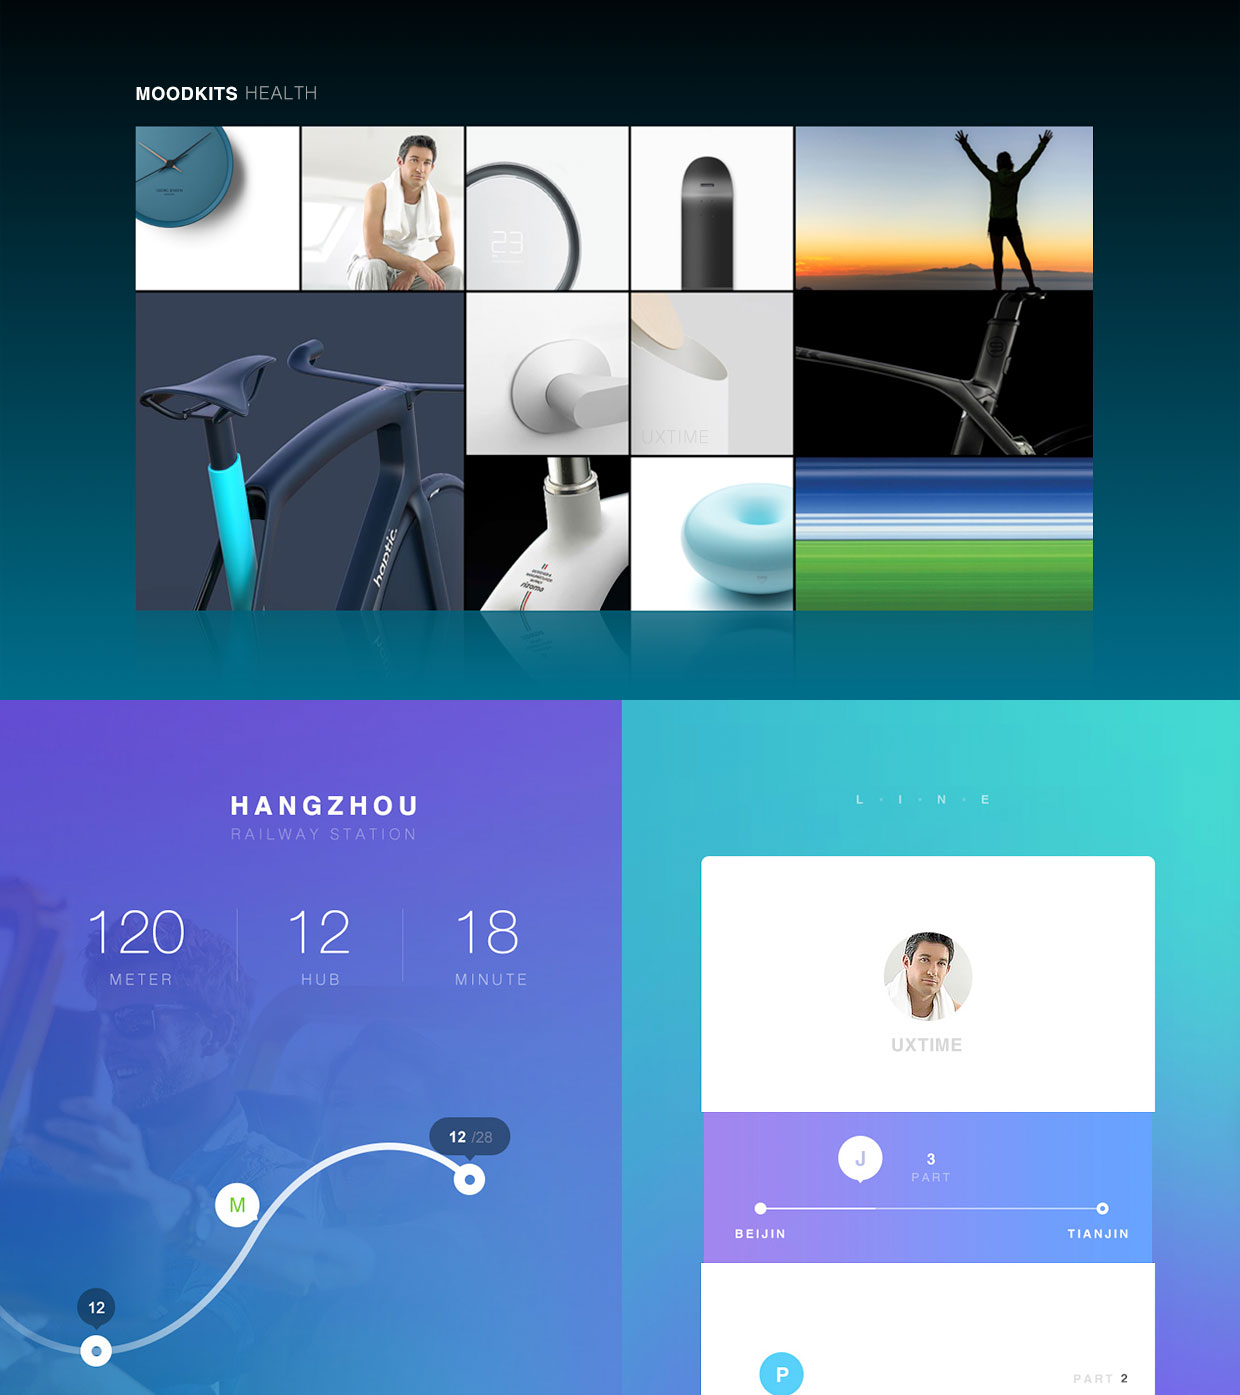 MOODKITS HEALTH
23
UXTIME
haptic
rizoma
HANGZHOU
RAILWAY STATION
120
METER
12
HUB
18
MINUTE
12 /28
M
12
L · I · N · E
UXTIME
J
3
PART
BEIJIN
TIANJIN
P
PART 2